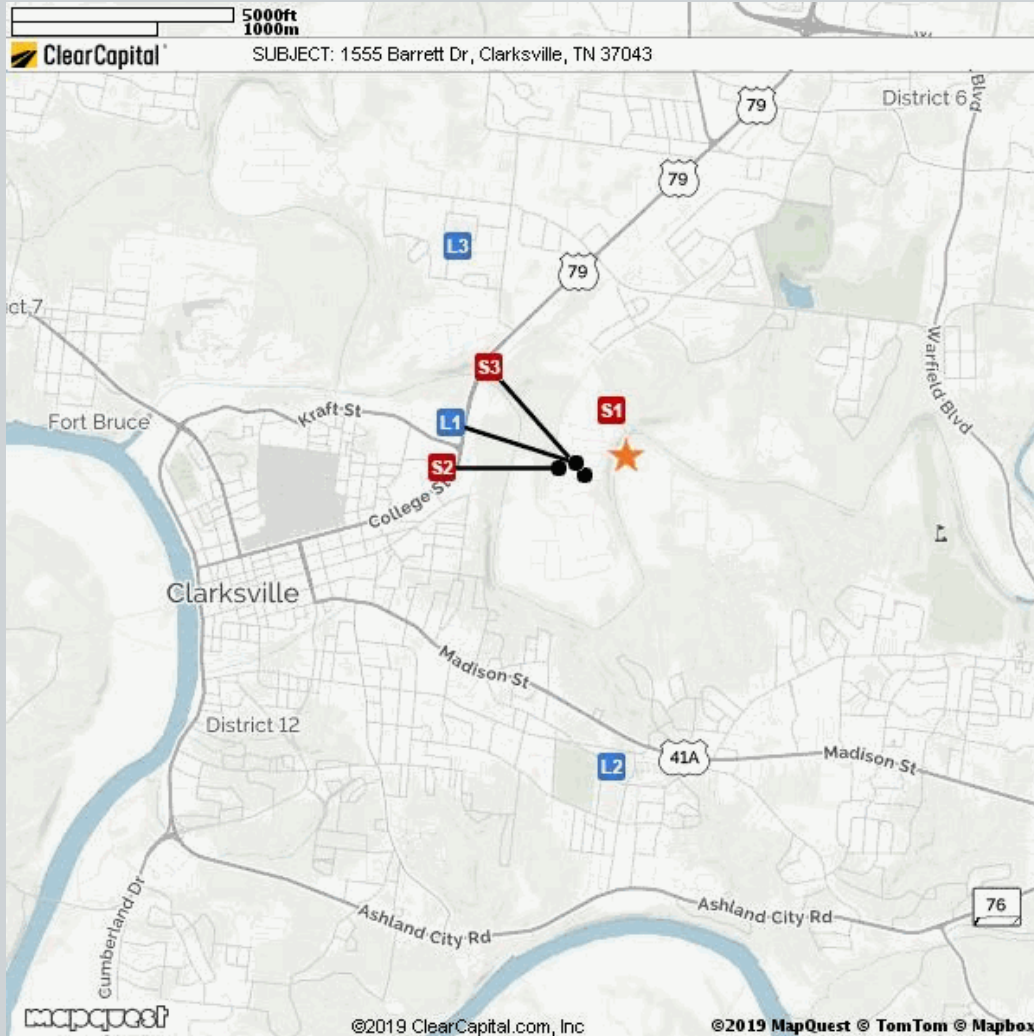 5000ft
1000m
ClearCapital
SUBJECT: 1555 Barrett Dr, Clarksville, TN 37043
79
District 6
Blvd
79
L3
79
ct 7
S3
Warfield Blvd
S1
Kraft St
L1
Fort Bruce
S2
College St
Clarksville
Madison St
District 12
41A
Madison St
L2
76
Ashland City Rd
Ashland City Rd
Cumberland Dr
mapquest
©2019 ClearCapital.com, Inc
©2019 MapQuest © TomTom © Mapbox